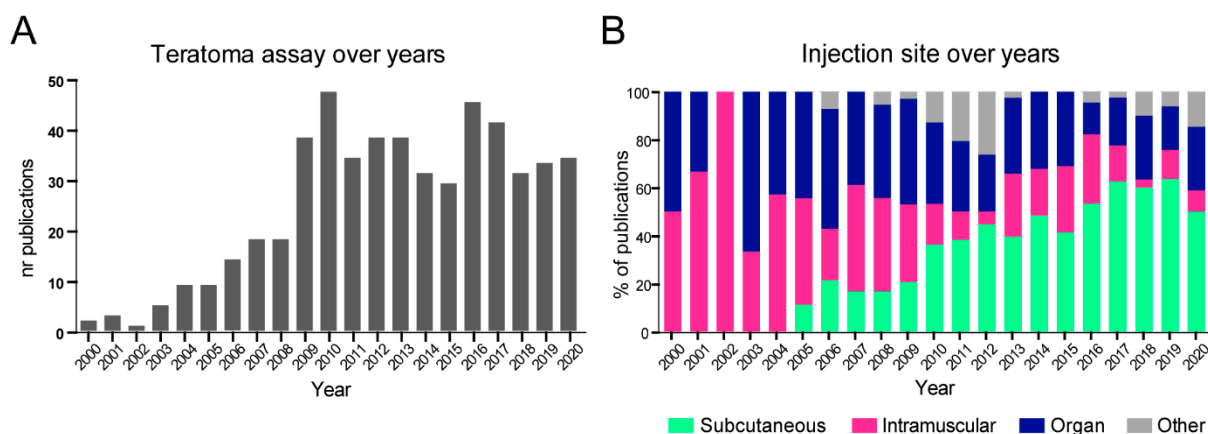 A
Teratoma assay over years
nr publications
50
40
30
20
10
0
2000 2001 2002 2003 2004 2005 2006 2007 2008 2009 2010 2011 2012 2013 2014 2015 2016 2017 2018 2019 2020
Year
B
Injection site over years
% of publications
100
80
60
40
20
0
2000 2001 2002 2003 2004 2005 2006 2007 2008 2009 2010 2011 2012 2013 2014 2015 2016 2017 2018 2019 2020
Year
Subcutaneous Intramuscular Organ Other